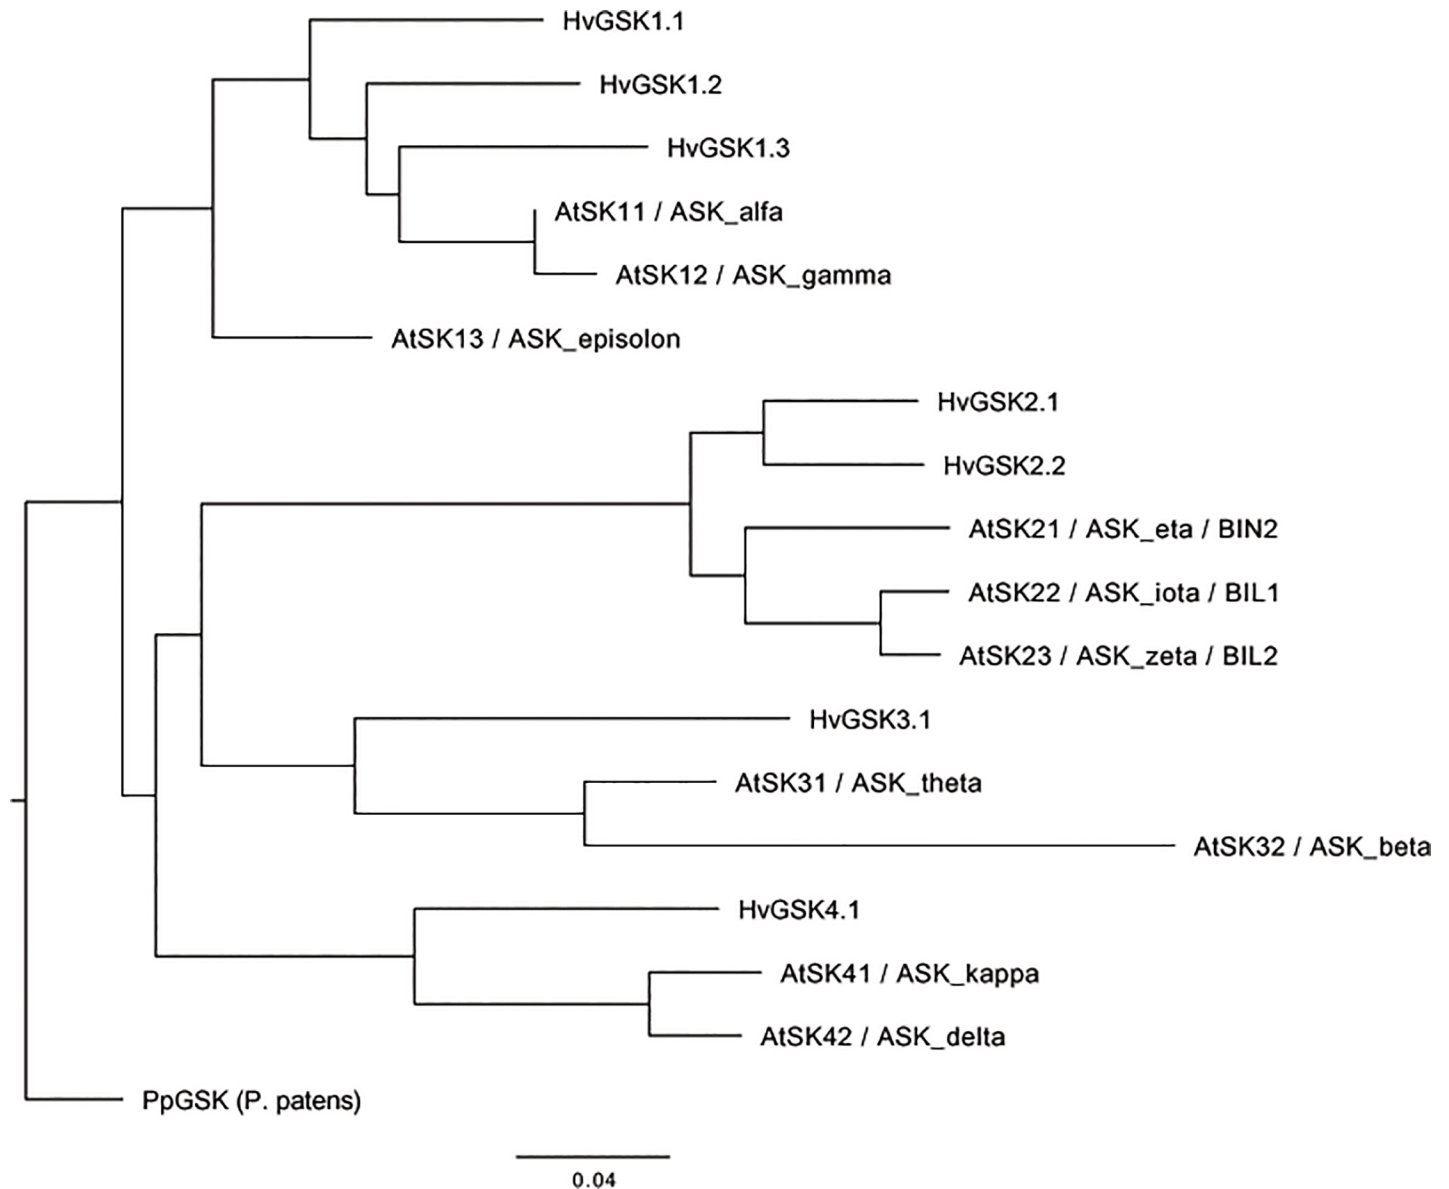 HvGSK1.1
HvGSK1.2
HvGSK1.3
AtSK11 / ASK_alfa
AtSK12 / ASK_gamma
AtSK13 / ASK_episolon
HvGSK2.1
HvGSK2.2
AtSK21 / ASK_eta / BIN2
AtSK22 / ASK_iota / BIL1
AtSK23 / ASK_zeta / BIL2
HvGSK3.1
AtSK31 / ASK_theta
AtSK32 / ASK_beta
HvGSK4.1
AtSK41 / ASK_kappa
AtSK42 / ASK_delta
PpGSK (P. patens)
0.04